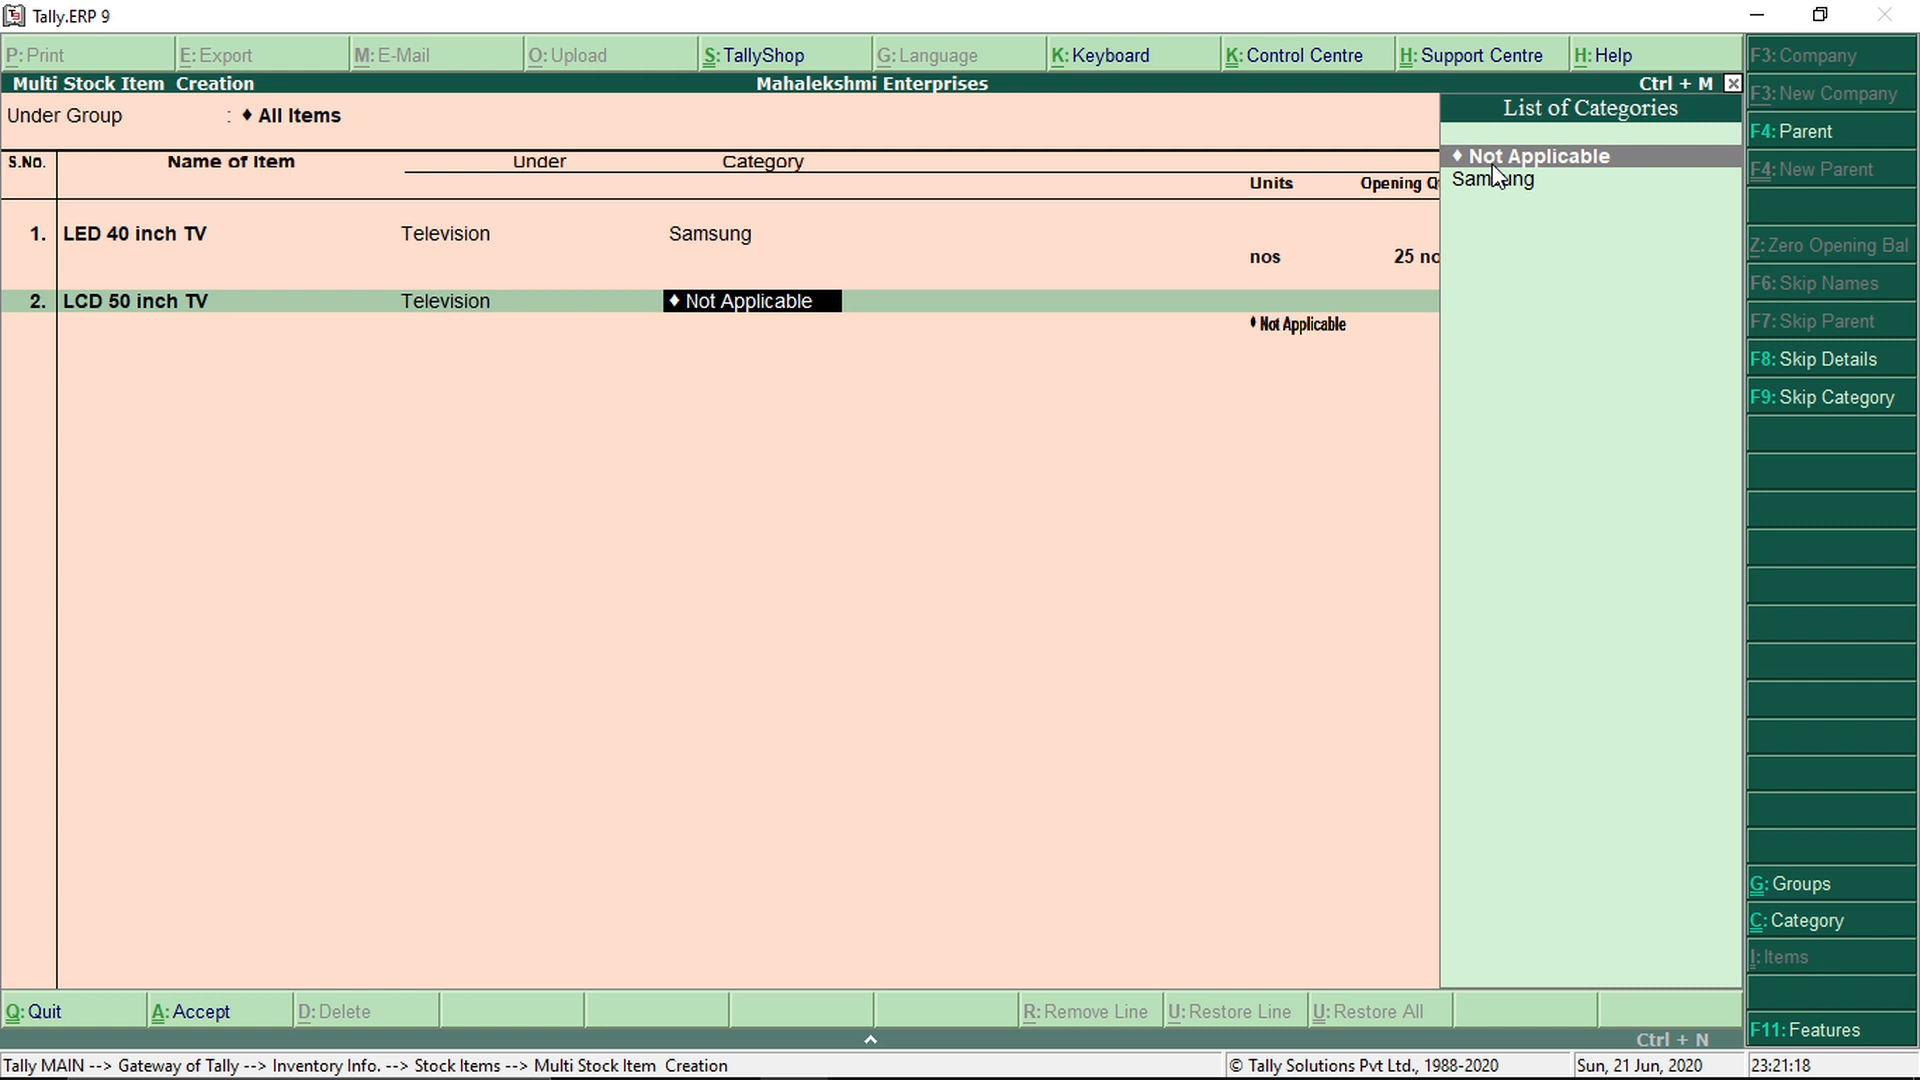 Tally.ERP 9
P: Print E: Export M: E-Mail O: Upload S: TallyShop G: Language K: Keyboard K: Control Centre H: Support Centre H: Help
Multi Stock Item Creation Mahalekshmi Enterprises Ctrl + M
Under Group : ♦ All Items
S.No. Name of Item Under Category
Units Opening Q
1. LED 40 inch TV Television Samsung
nos 25 no
2. LCD 50 inch TV Television ♦ Not Applicable
♦ Not Applicable
List of Categories
♦ Not Applicable
Samsung
F3: Company
F3: New Company
F4: Parent
F4: New Parent
Z: Zero Opening Bal
F6: Skip Names
F7: Skip Parent
F8: Skip Details
F9: Skip Category
G: Groups
C: Category
I: Items
F11: Features
Q: Quit A: Accept D: Delete R: Remove Line U: Restore Line U: Restore All
Ctrl + N
Tally MAIN --> Gateway of Tally --> Inventory Info. --> Stock Items --> Multi Stock Item Creation © Tally Solutions Pvt Ltd., 1988-2020 Sun, 21 Jun, 2020 23:21:18